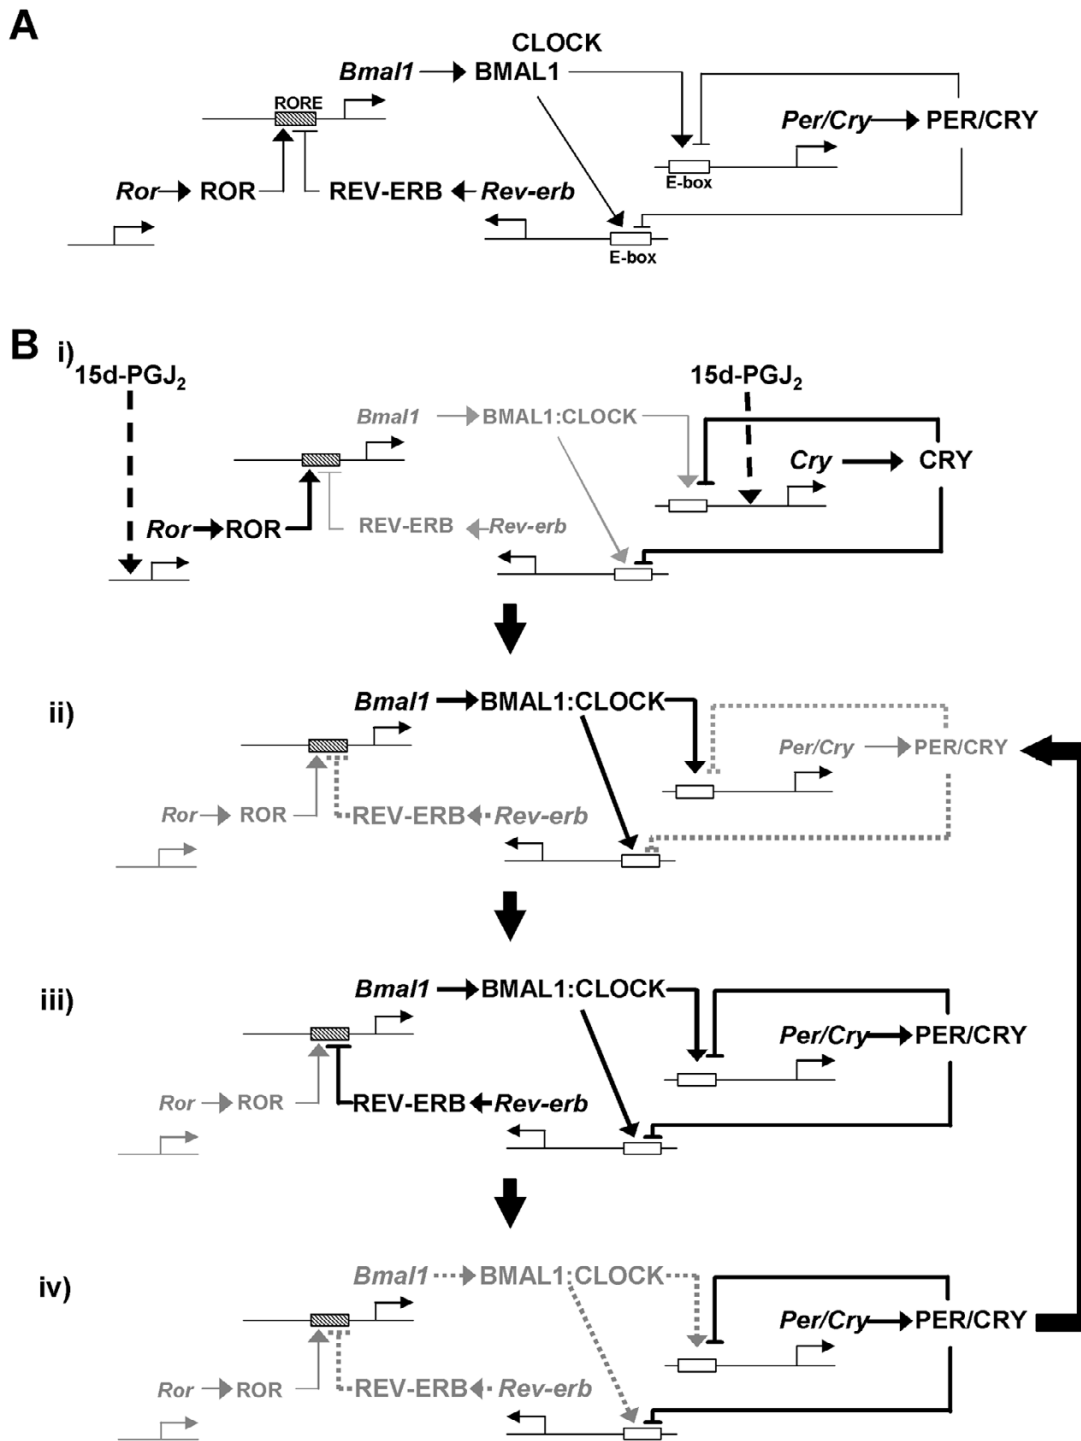 A
CLOCK
Bmal1 BMAL1
RORE
Per/Cry PER/CRY
Ror ROR REV-ERB Rev-erb
E-box
E-box
B i)
15d-PGJ₂ 15d-PGJ₂
Bmal1 BMAL1:CLOCK
Cry CRY
Ror ROR REV-ERB Rev-erb
ii)
Bmal1 BMAL1:CLOCK
Per/Cry PER/CRY
Ror ROR REV-ERB Rev-erb
iii)
Bmal1 BMAL1:CLOCK
Per/Cry PER/CRY
Ror ROR REV-ERB Rev-erb
iv)
Bmal1 BMAL1:CLOCK
Per/Cry PER/CRY
Ror ROR REV-ERB Rev-erb